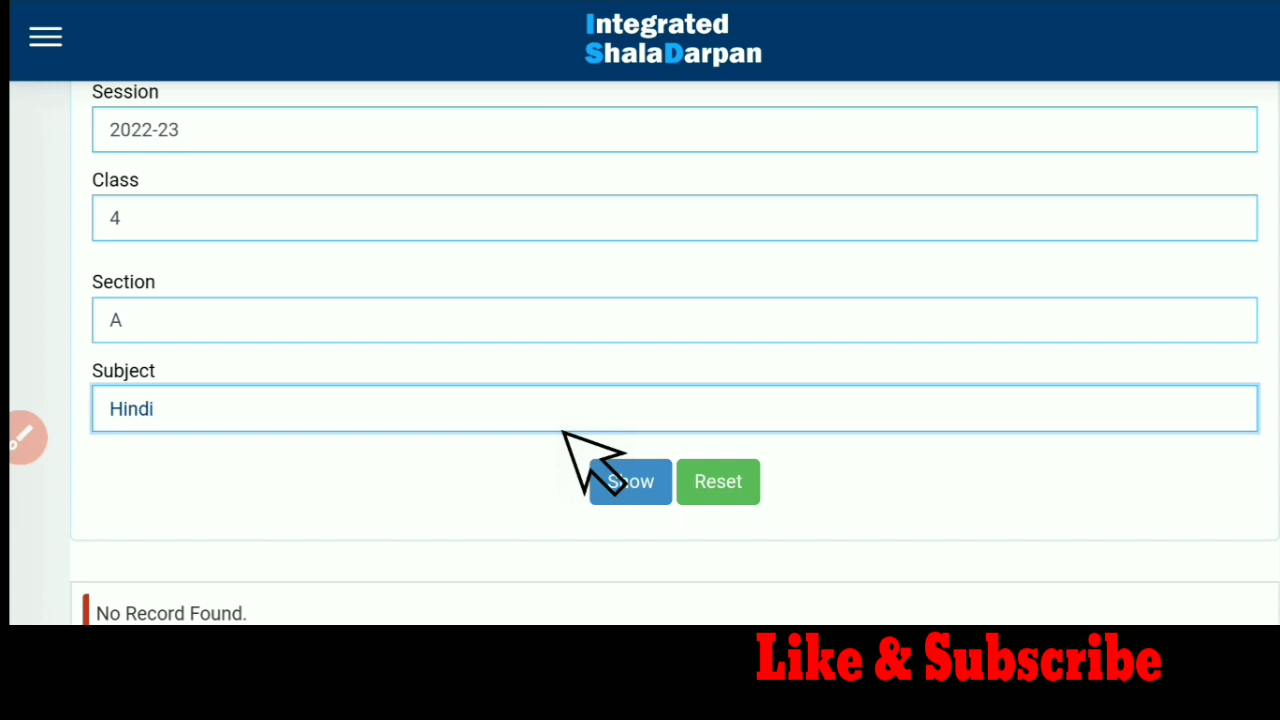 Integrated
ShalaDarpan
Session
2022-23
Class
4
Section
A
Subject
Hindi
Show Reset
No Record Found.
Like & Subscribe